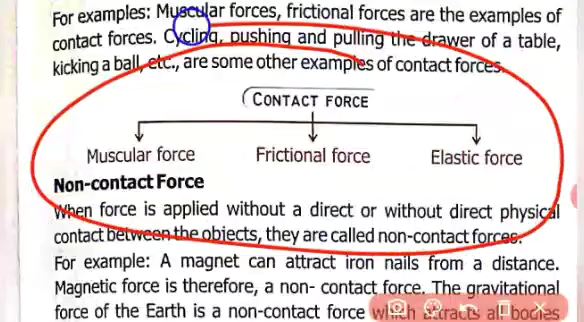 For examples: Muscular forces, frictional forces are the examples of
contact forces. Cycling, pushing and pulling the drawer of a table,
kicking a ball, etc., are some other examples of contact forces.
CONTACT FORCE
Muscular force Frictional force Elastic force
Non-contact Force
When force is applied without a direct or without direct physical
contact between the objects, they are called non-contact forces.
For example: A magnet can attract iron nails from a distance.
Magnetic force is therefore, a non- contact force. The gravitational
force of the Earth is a non-contact force which attracts all bodies